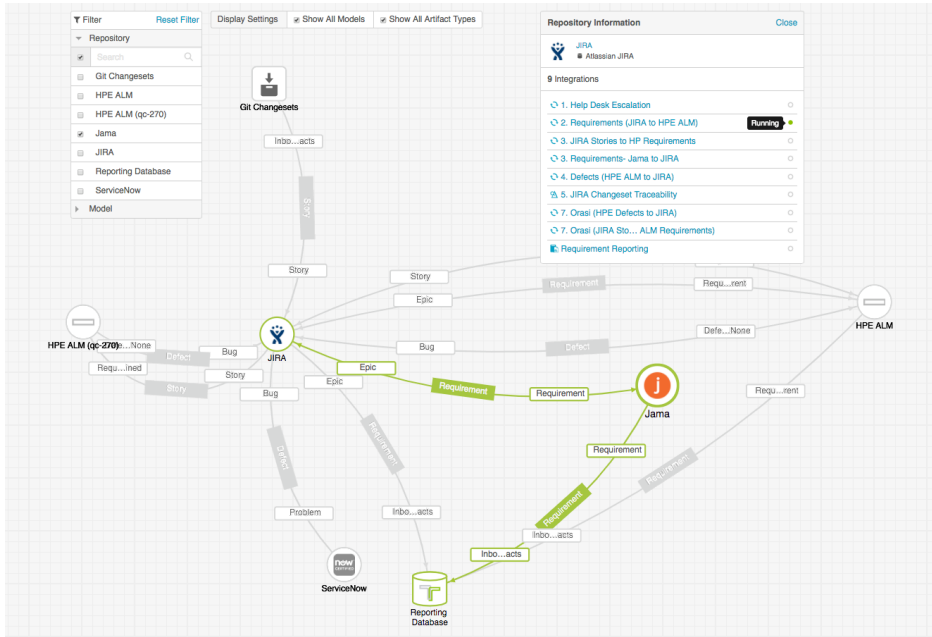 Filter Reset Filter
Repository
Search
Git Changesets
HPE ALM
HPE ALM (qc-270)
Jama
JIRA
Reporting Database
ServiceNow
Model
Display Settings Show All Models Show All Artifact Types
Repository Information Close
JIRA
Atlassian JIRA
9 Integrations
1. Help Desk Escalation
2. Requirements (JIRA to HPE ALM) Running
3. JIRA Stories to HP Requirements
3. Requirements- Jama to JIRA
4. Defects (HPE ALM to JIRA)
5. JIRA Changeset Traceability
7. Orasi (HPE Defects to JIRA)
7. Orasi (JIRA Sto... ALM Requirements)
Requirement Reporting
Git Changesets
Inbo...acts
Story
Story
Story
Epic
Requirement
Requ...rent
HPE ALM
Defe...None
Defect
Bug
HPE ALM (qc-270)
e...None
Defect
Bug
Requ...ined
Story
Story
JIRA
Epic
Requirement
Requirement
j
Jama
Epic
Bug
Requ...rent
Requirement
Requirement
Defect
Requirement
Requirement
Problem
Inbo...acts
Inbo...acts
Inbo...acts
now
ServiceNow
Reporting
Database